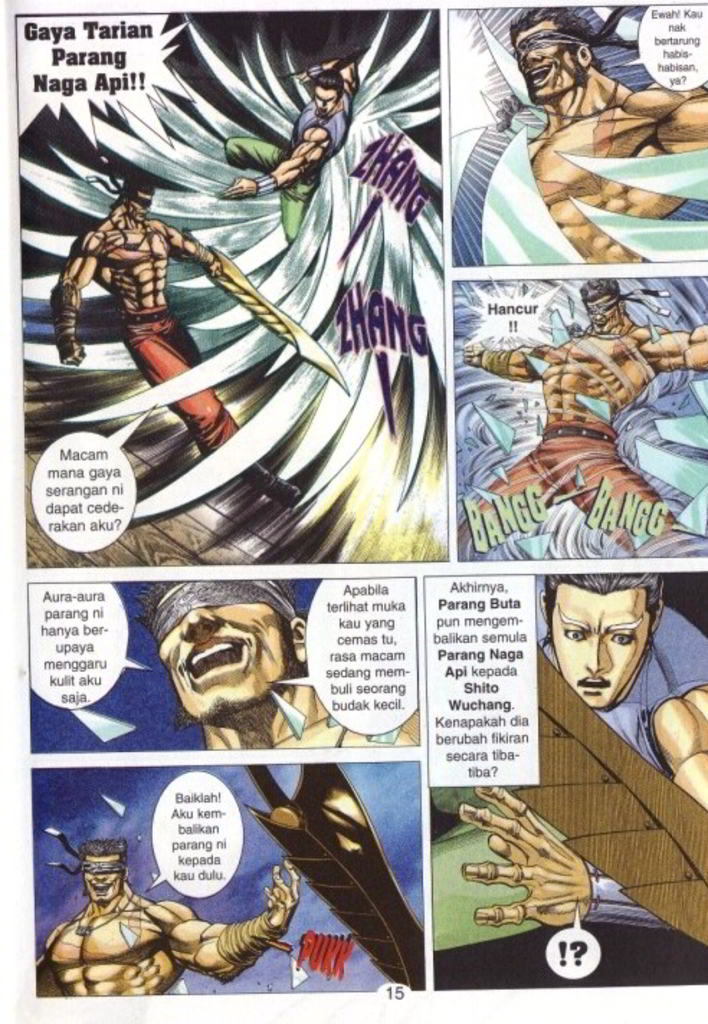 Gaya Tarian
Parang
Naga Api!!
ZHANG
ZHANG
Macam
mana gaya
serangan ni
dapat cede-
rakan aku?
Ewah! Kau
nak
bertarung
habis-
habisan,
ya?
Hancur
!!
BANGG
BANGG
Aura-aura
parang ni
hanya ber-
upaya
menggaru
kulit aku
saja.
Apabila
terlihat muka
kau yang
cemas tu,
rasa macam
sedang mem-
buli seorang
budak kecil.
Akhirnya,
Parang Buta
pun mengem-
balikan semula
Parang Naga
Api kepada
Shito
Wuchang.
Kenapakah dia
berubah fikiran
secara tiba-
tiba?
Baiklah!
Aku kem-
balikan
parang ni
kepada
kau dulu.
PUKK
!?
15